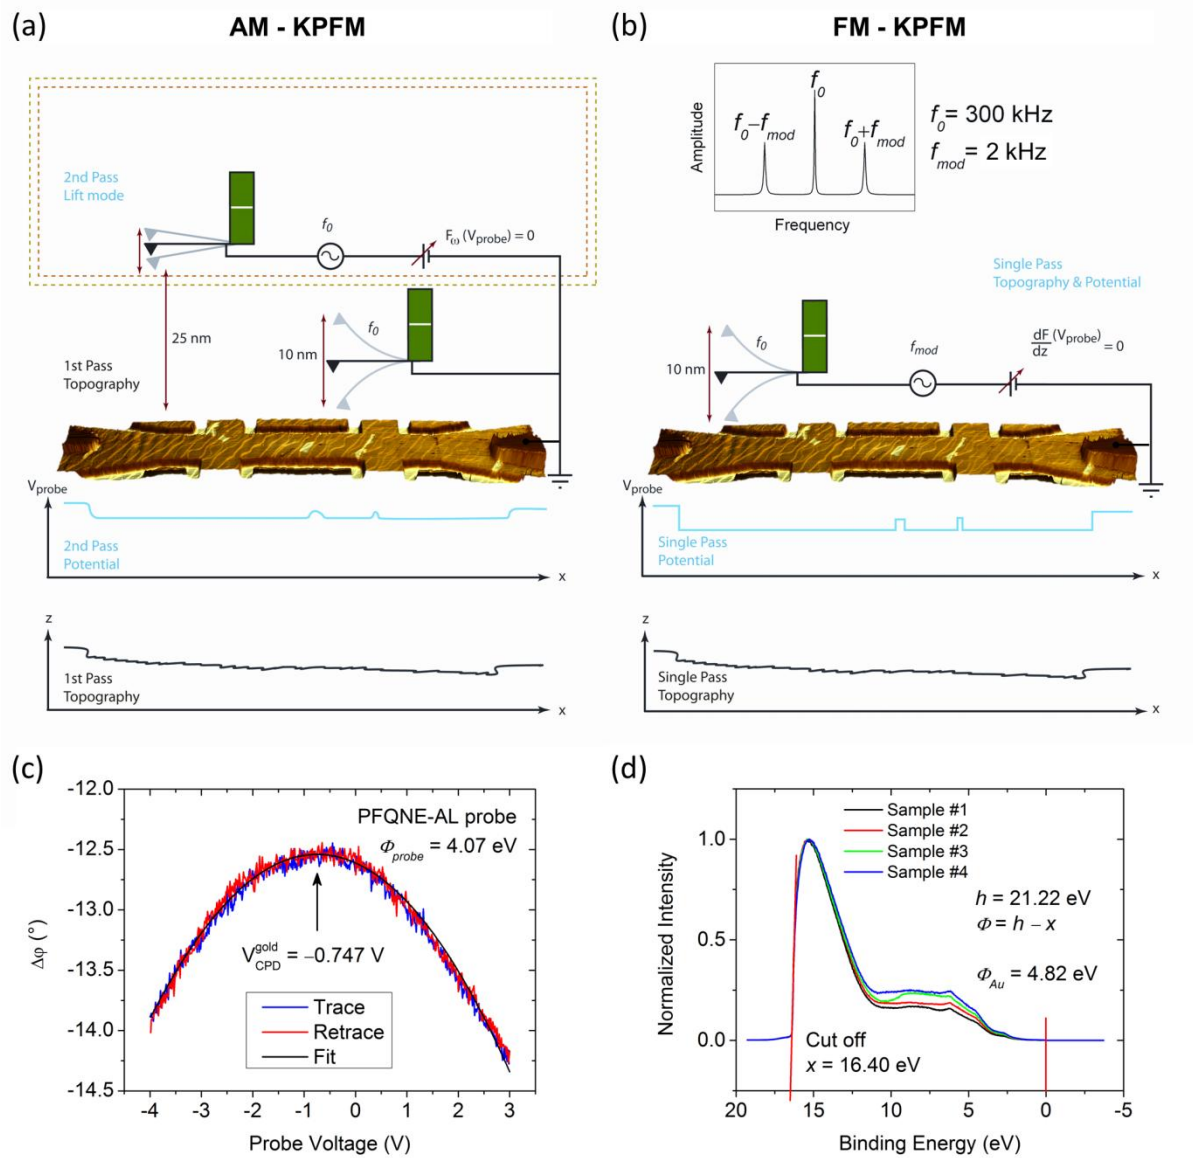 (a)
AM - KPFM
2nd Pass
Lift mode
f0
Fω (Vprobe) = 0
25 nm
10 nm
f0
1st Pass
Topography
Vprobe
2nd Pass
Potential
x
z
1st Pass
Topography
x
(b)
FM - KPFM
Amplitude
f0−fmod
f0
f0+fmod
Frequency
f0= 300 kHz
fmod= 2 kHz
Single Pass
Topography & Potential
10 nm
f0
fmod
dF/dz (Vprobe) = 0
Vprobe
Single Pass
Potential
x
z
Single Pass
Topography
x
(c)
-12.0
-12.5
-13.0
-13.5
-14.0
-14.5
Δφ (°)
PFQNE-AL probe
Φprobe = 4.07 eV
VCPDgold = −0.747 V
Trace
Retrace
Fit
-4 -3 -2 -1 0 1 2 3
Probe Voltage (V)
(d)
Normalized Intensity
1.0
0.5
0.0
Sample #1
Sample #2
Sample #3
Sample #4
h = 21.22 eV
Φ = h − x
ΦAu = 4.82 eV
Cut off
x = 16.40 eV
20 15 10 5 0 -5
Binding Energy (eV)